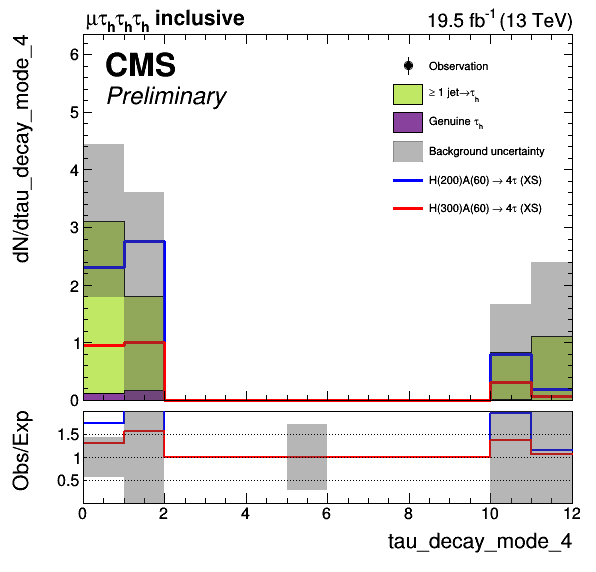 μτhτhτh inclusive 19.5 fb-1 (13 TeV)
CMS
Preliminary
Observation
≥ 1 jet→τh
Genuine τh
Background uncertainty
H(200)A(60) → 4τ (XS)
H(300)A(60) → 4τ (XS)
dN/dtau_decay_mode_4
6
5
4
3
2
1
0
Obs/Exp
1.5
1
0.5
0 2 4 6 8 10 12
tau_decay_mode_4